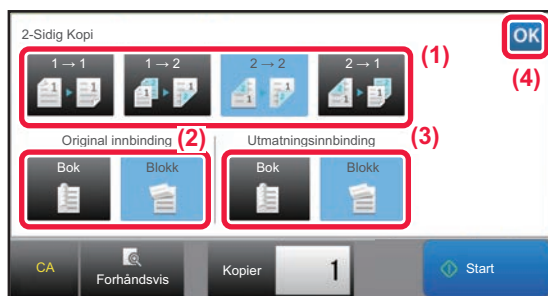 2-Sidig Kopi
OK
(1)
(4)
1 → 1
1 → 2
2 → 2
2 → 1
Original innbinding
(2)
Utmatningsinnbinding
(3)
Bok
Blokk
Bok
Blokk
CA
Forhåndsvis
Kopier
1
Start